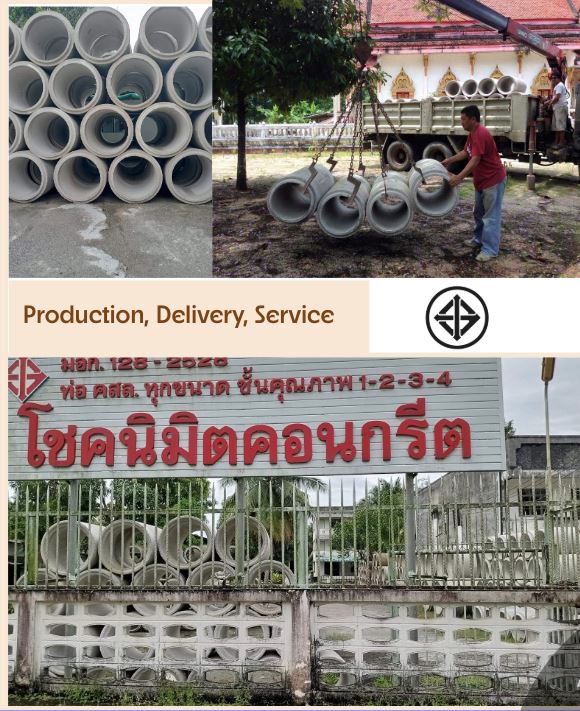 Production, Delivery, Service
มอก. 128 - 2528
ท่อ คสล. ทุกขนาด ชั้นคุณภาพ 1-2-3-4
โชคนิมิตคอนกรีต